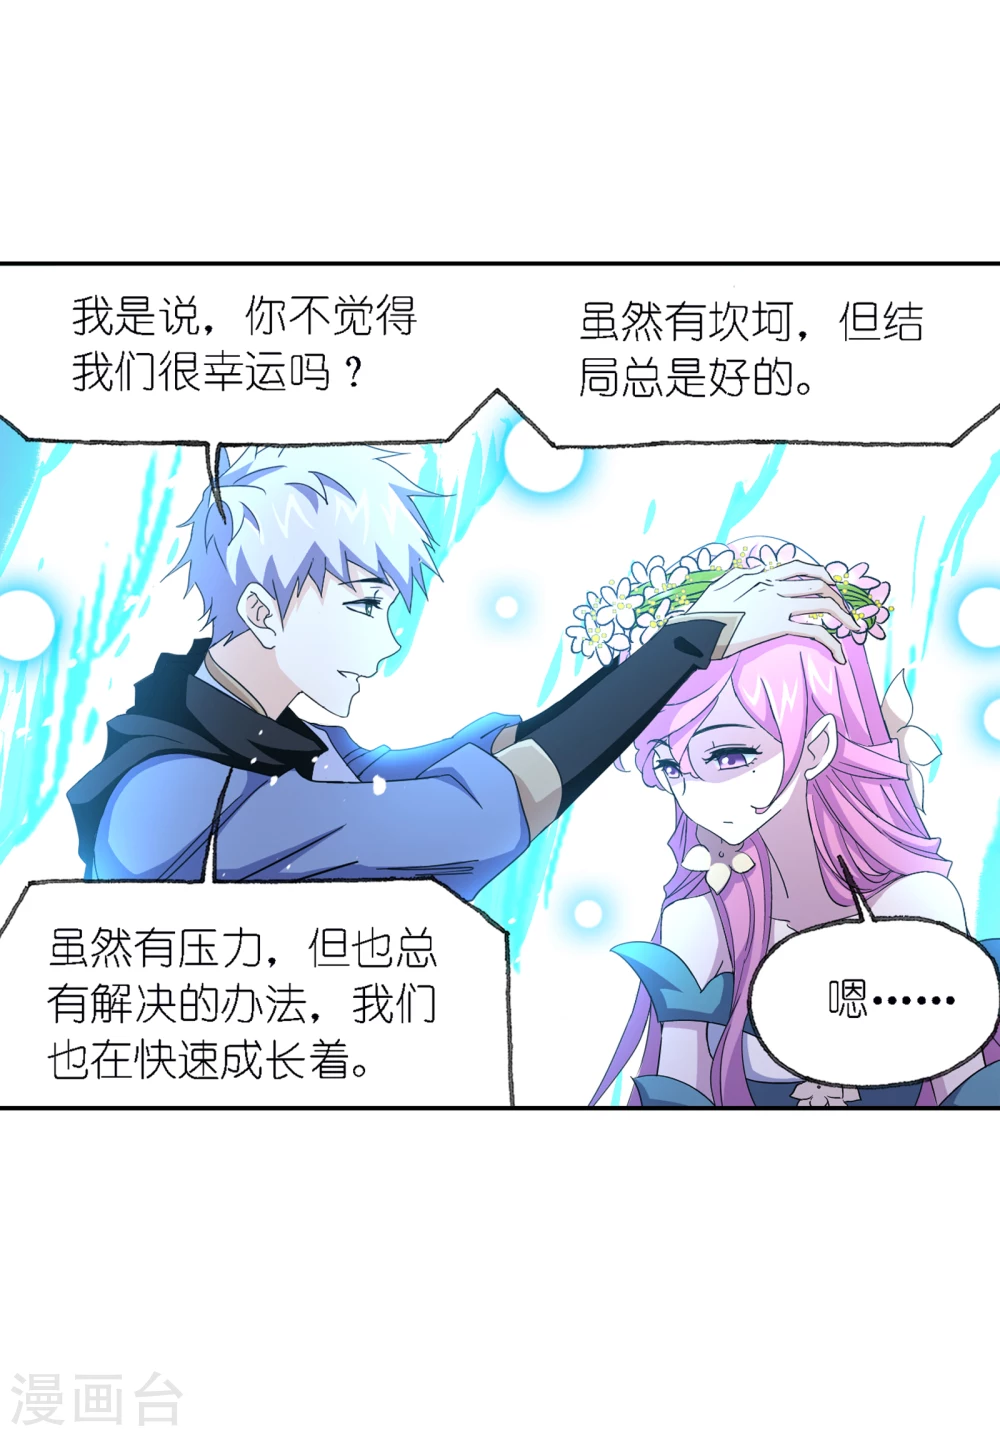 我是说，你不觉得
我们很幸运吗？
虽然有坎坷，但结
局总是好的。
虽然有压力，但也总
有解决的办法，我们
也在快速成长着。
嗯……
漫画台